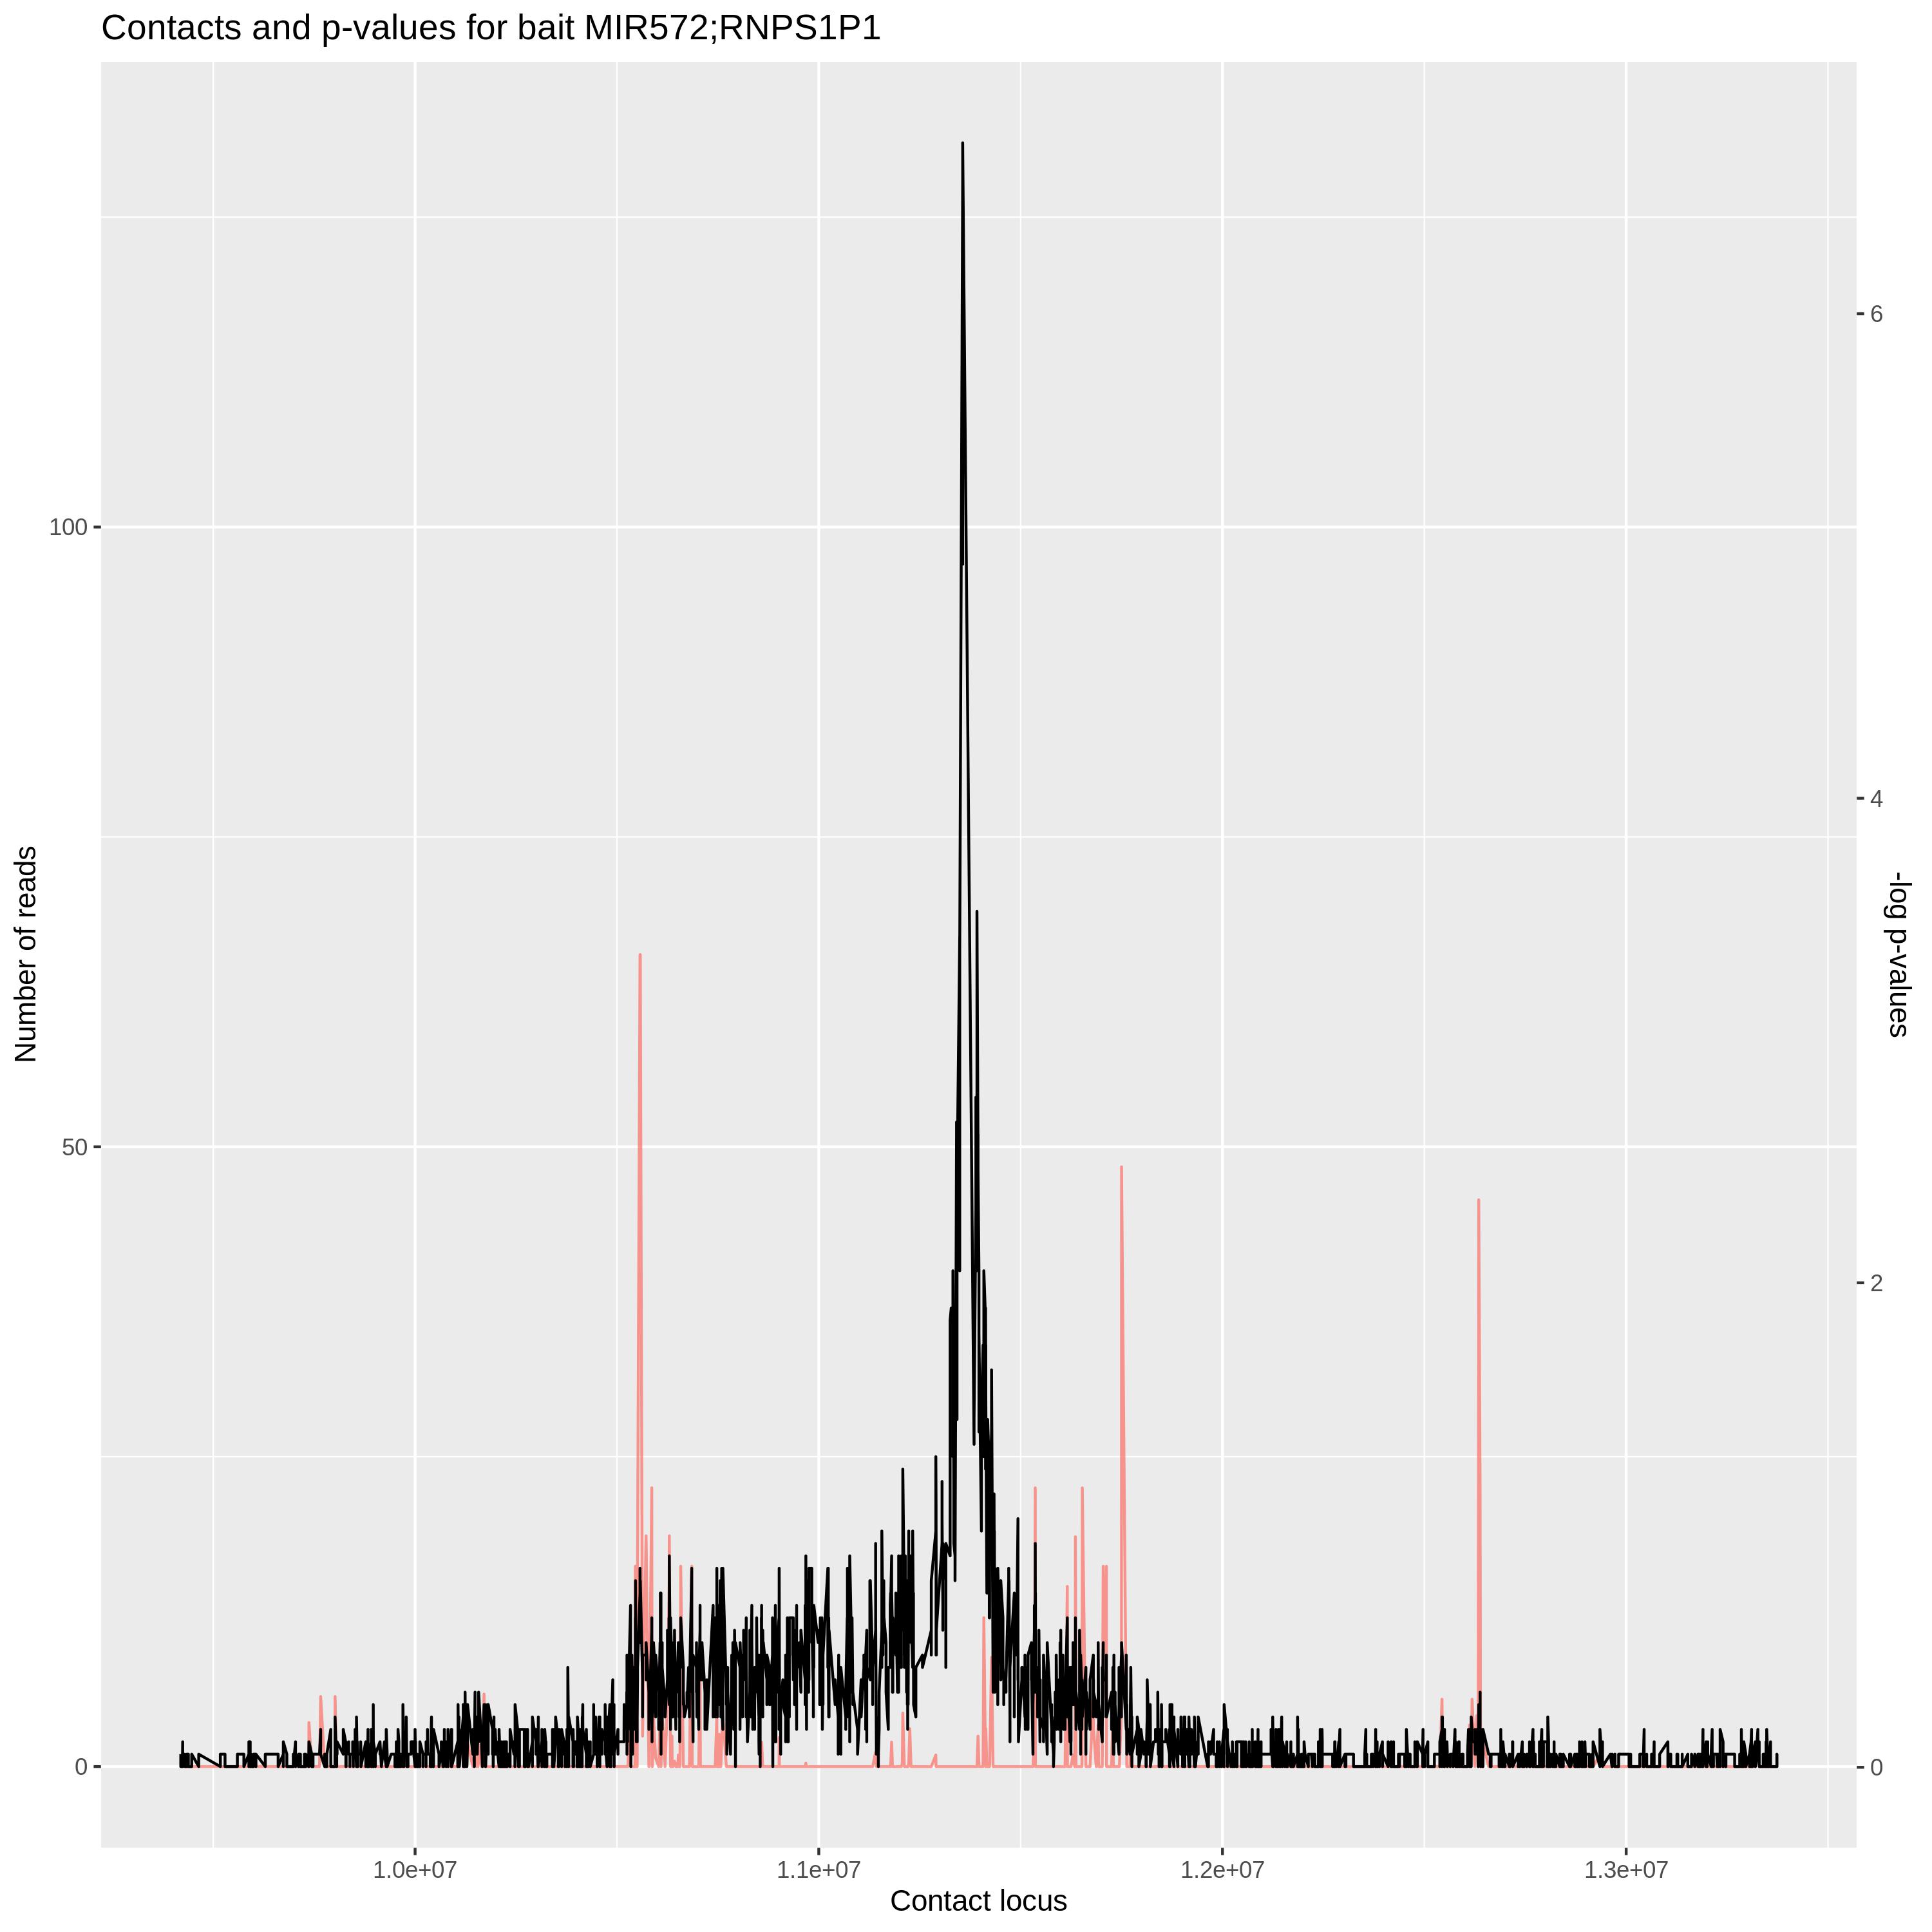 Contacts and p-values for bait MIR572;RNPS1P1
Number of reads
100
50
0
6
4
2
0
-log p-values
1.0e+07 1.1e+07 1.2e+07 1.3e+07
Contact locus